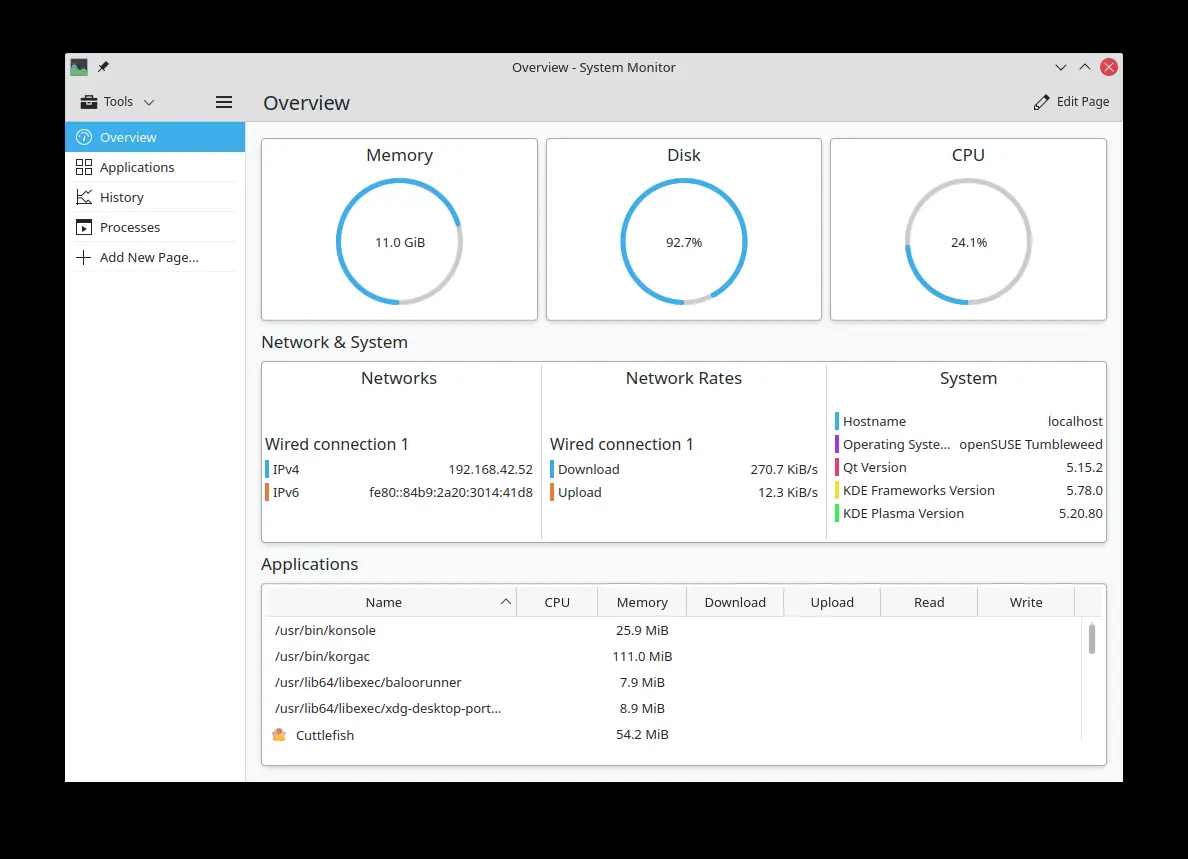 Overview - System Monitor
Tools
Overview
Edit Page
Overview
Applications
History
Processes
Add New Page...
Memory
11.0 GiB
Disk
92.7%
CPU
24.1%
Network & System
Networks
Wired connection 1
IPv4 192.168.42.52
IPv6 fe80::84b9:2a20:3014:41d8
Network Rates
Wired connection 1
Download 270.7 KiB/s
Upload 12.3 KiB/s
System
Hostname localhost
Operating Syste... openSUSE Tumbleweed
Qt Version 5.15.2
KDE Frameworks Version 5.78.0
KDE Plasma Version 5.20.80
Applications
Name CPU Memory Download Upload Read Write
/usr/bin/konsole 25.9 MiB
/usr/bin/korgac 111.0 MiB
/usr/lib64/libexec/baloorunner 7.9 MiB
/usr/lib64/libexec/xdg-desktop-port... 8.9 MiB
Cuttlefish 54.2 MiB